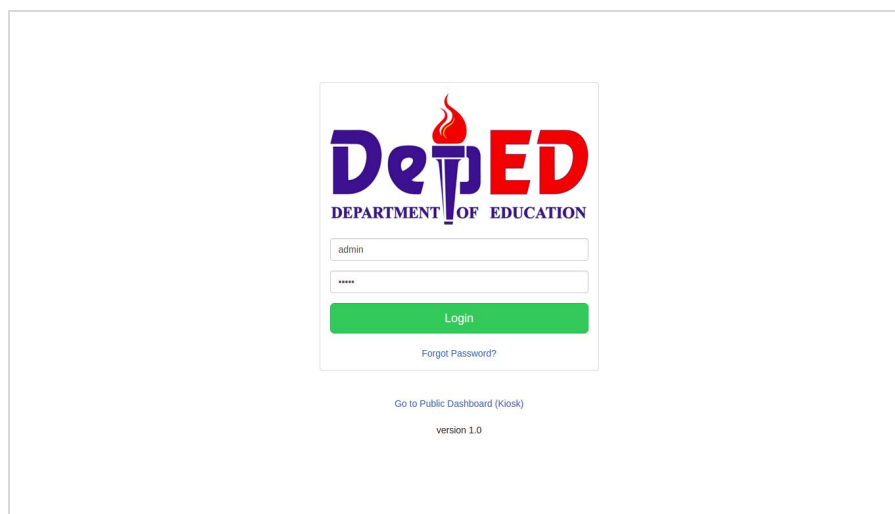 DepED
DEPARTMENT OF EDUCATION
admin
•••••
Login
Forgot Password?
Go to Public Dashboard (Kiosk)
version 1.0